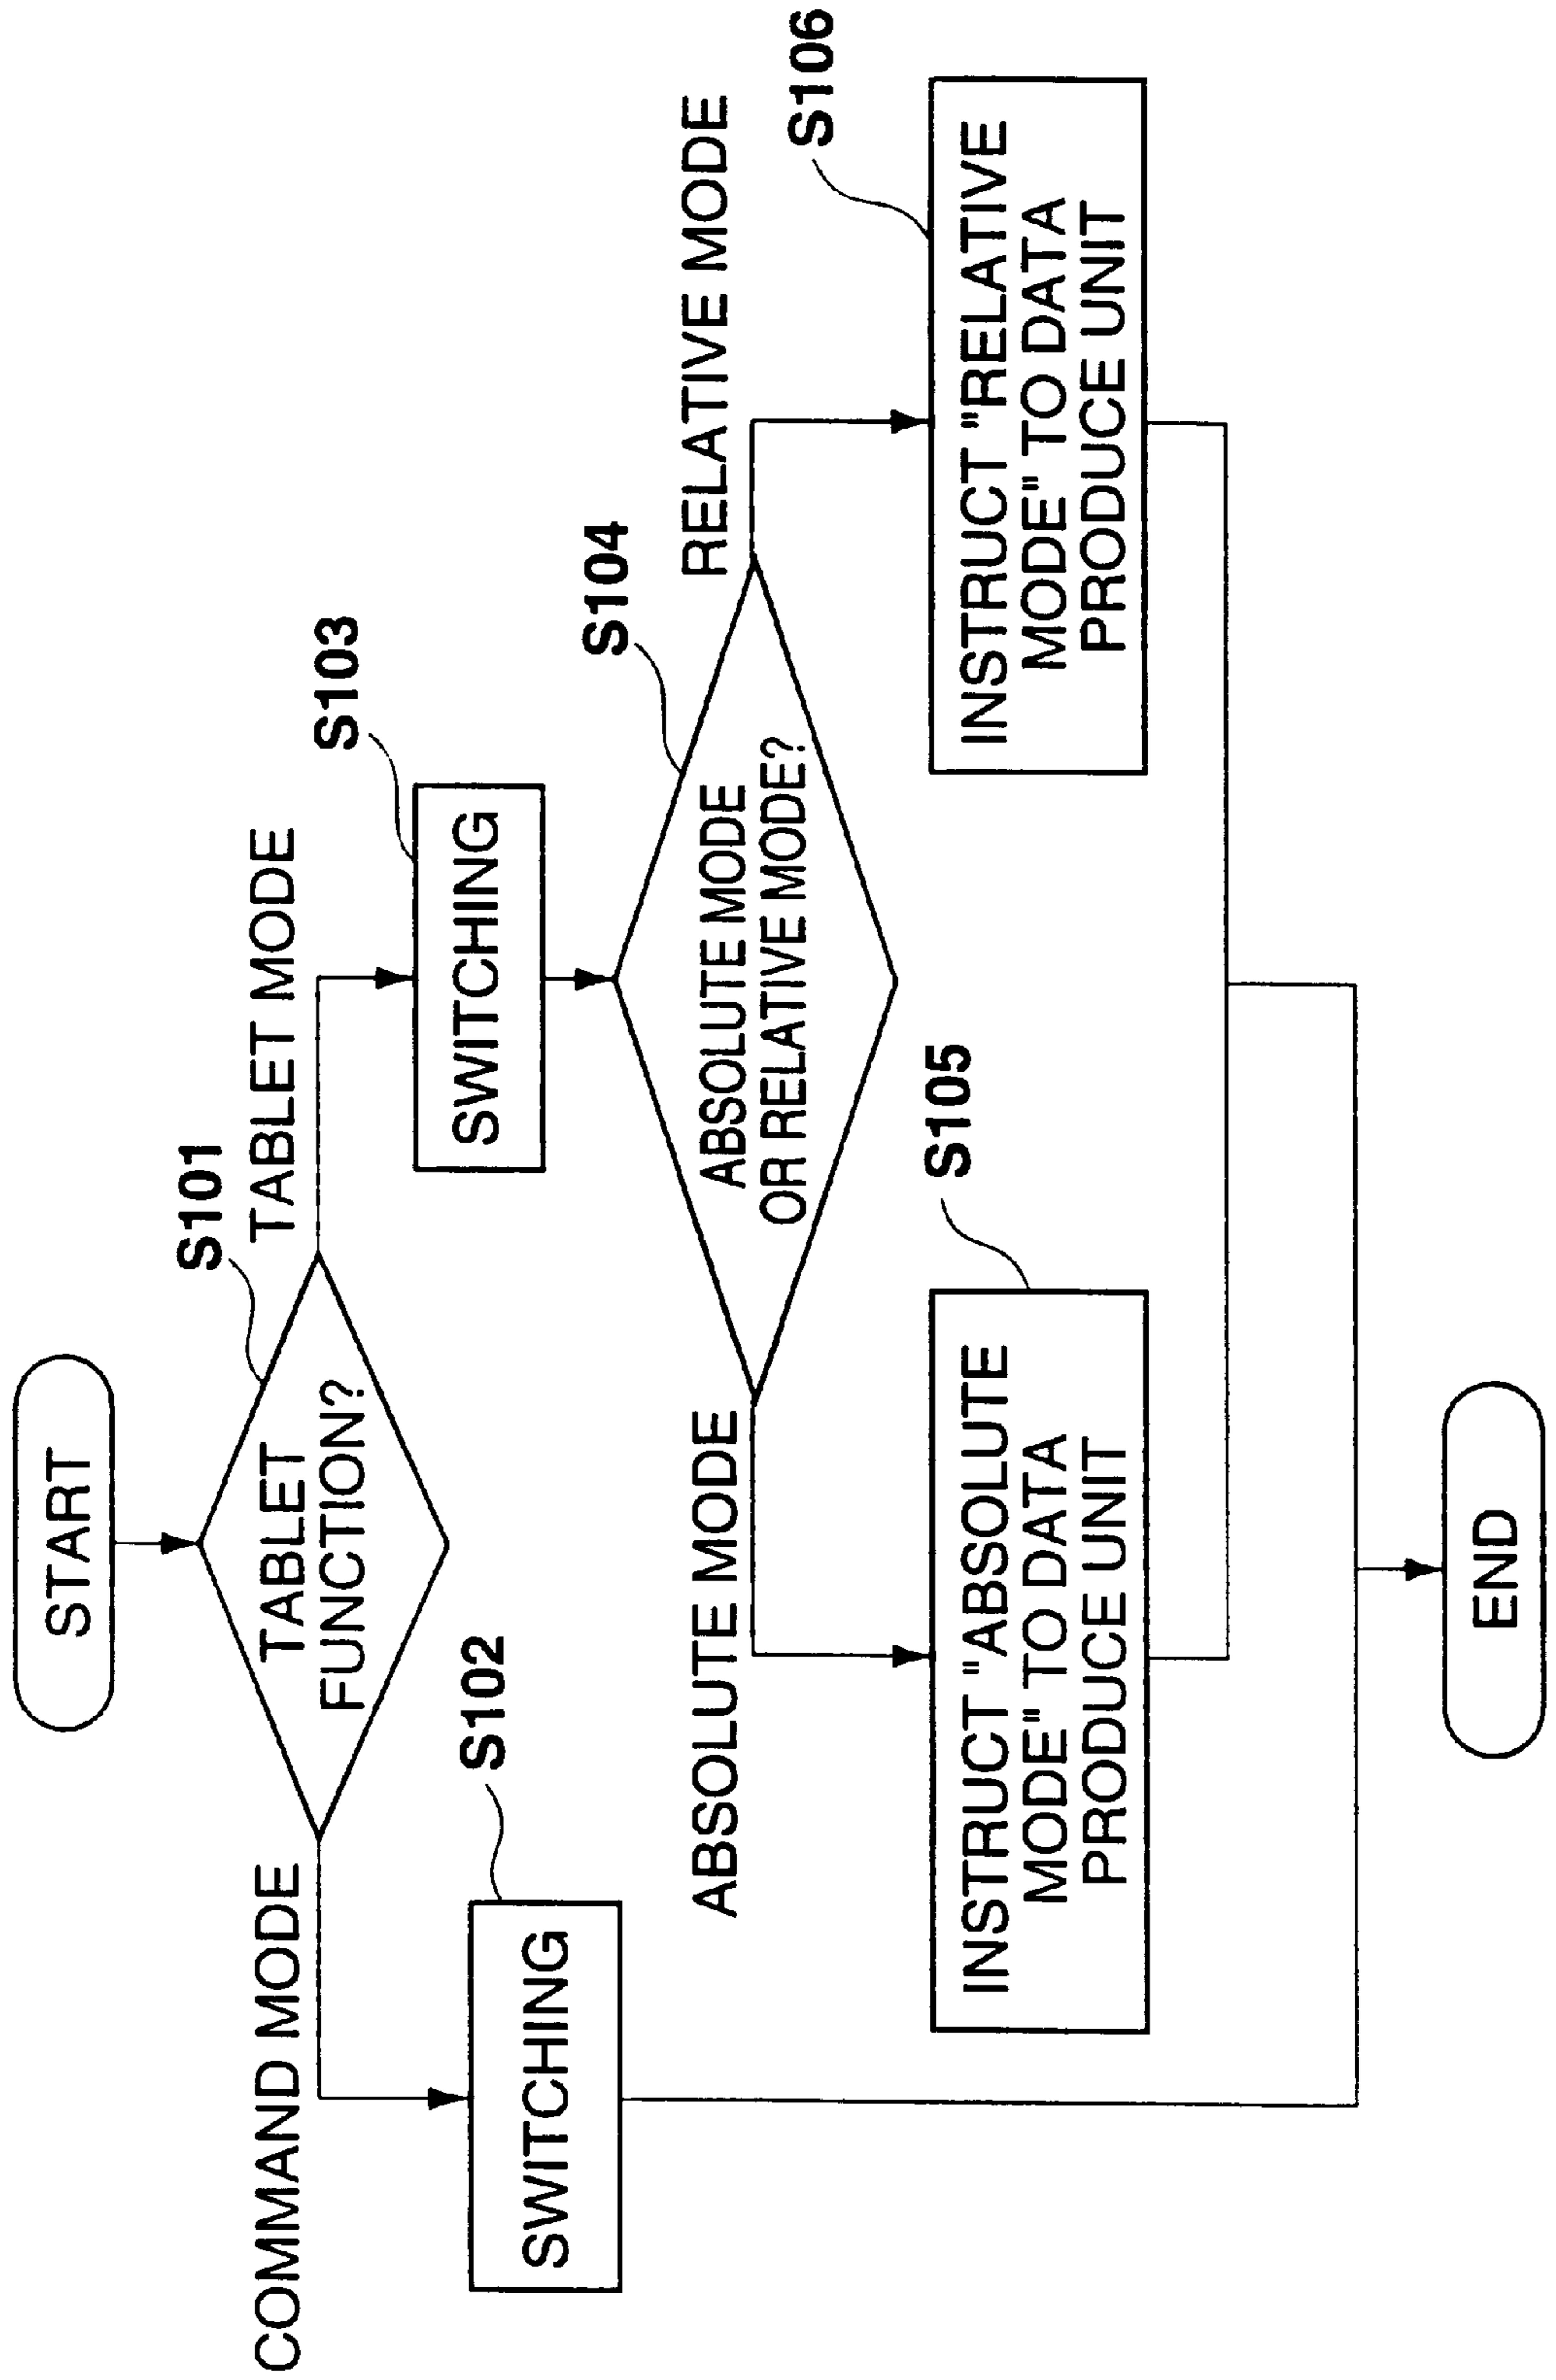 START
S101
TABLET
FUNCTION?
COMMAND MODE
TABLET MODE
S102
SWITCHING
S103
SWITCHING
S104
ABSOLUTE MODE
OR RELATIVE MODE?
ABSOLUTE MODE
RELATIVE MODE
S105
INSTRUCT "ABSOLUTE
MODE" TO DATA
PRODUCE UNIT
S106
INSTRUCT "RELATIVE
MODE" TO DATA
PRODUCE UNIT
END